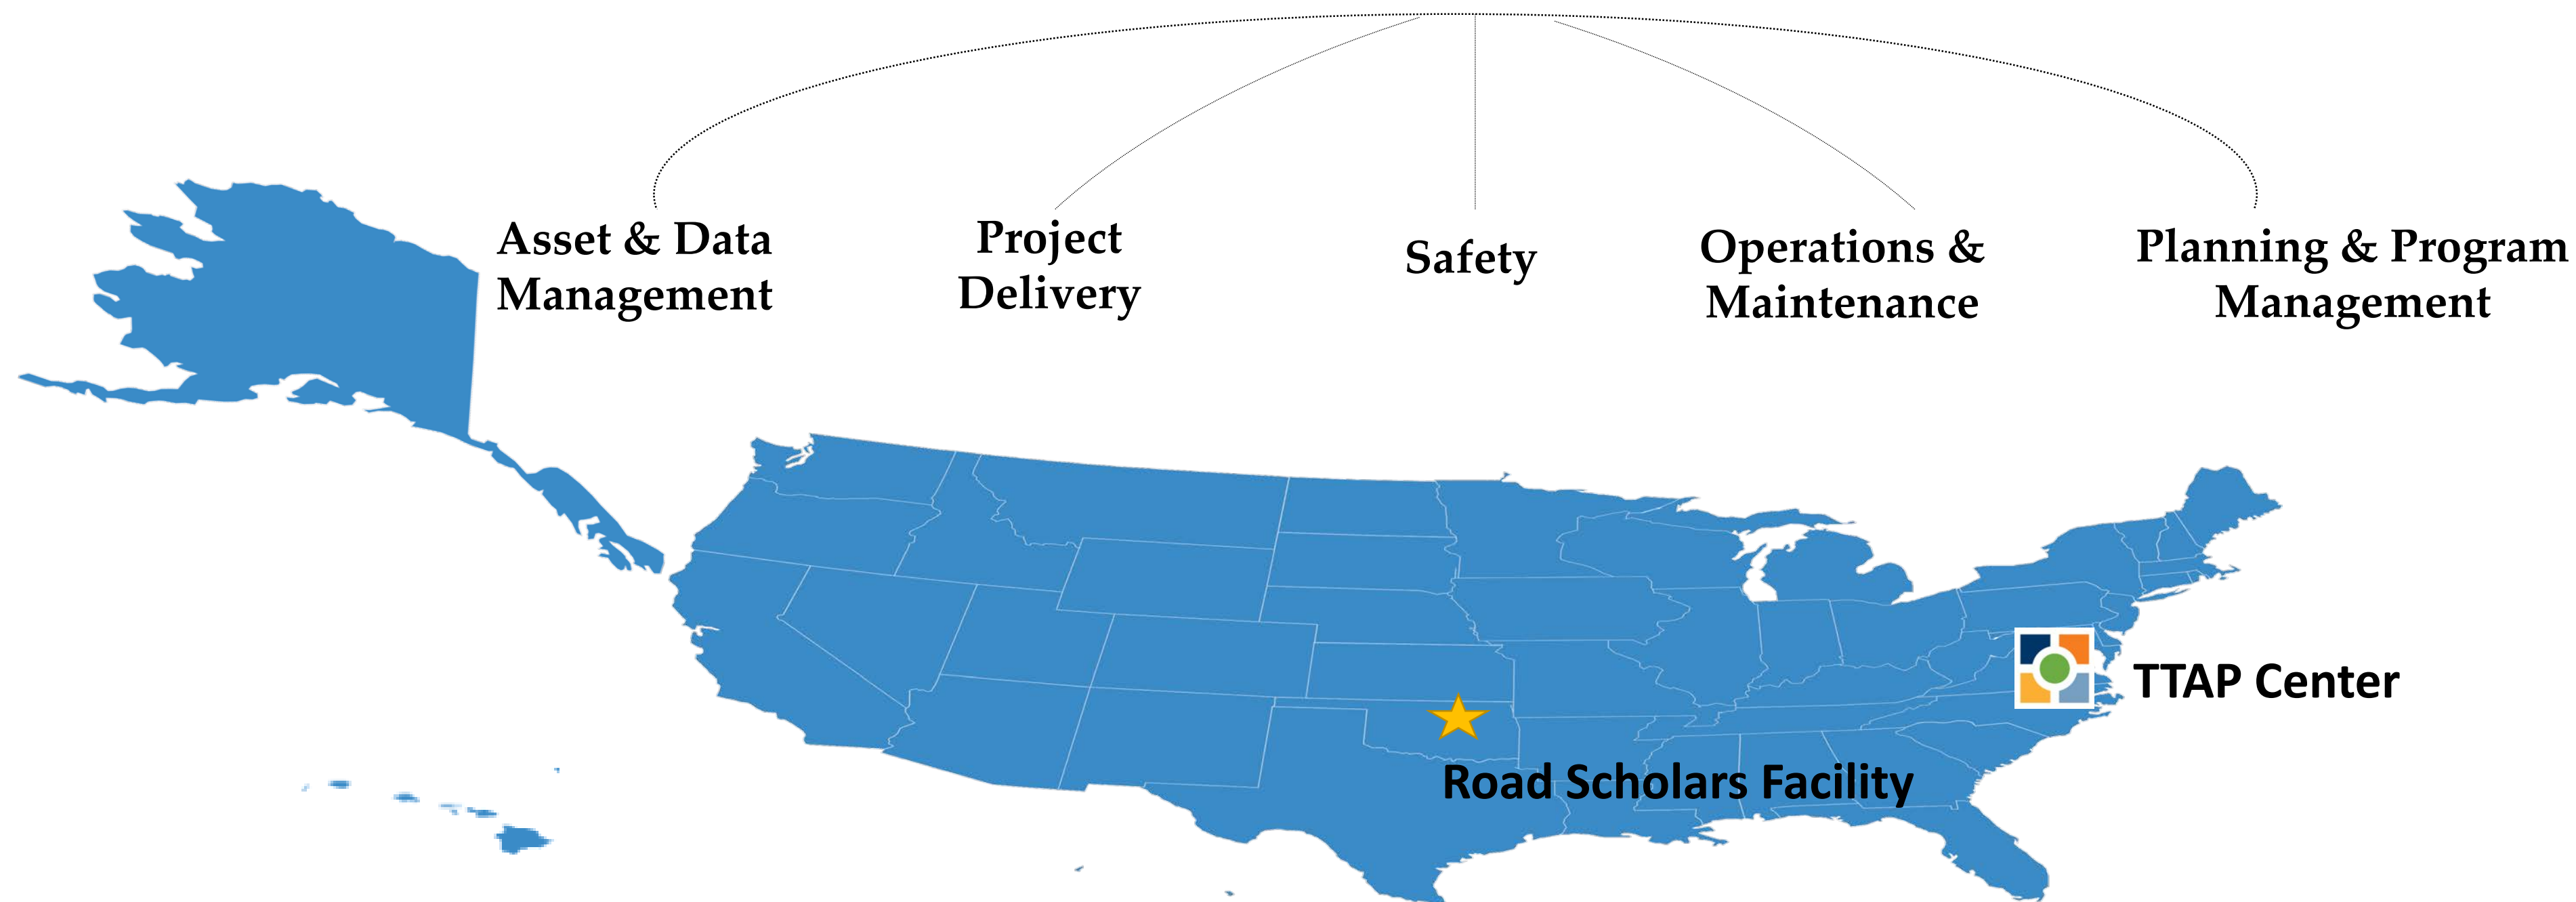 Asset & Data
Management
Project
Delivery
Safety
Operations &
Maintenance
Planning & Program
Management
TTAP Center
Road Scholars Facility